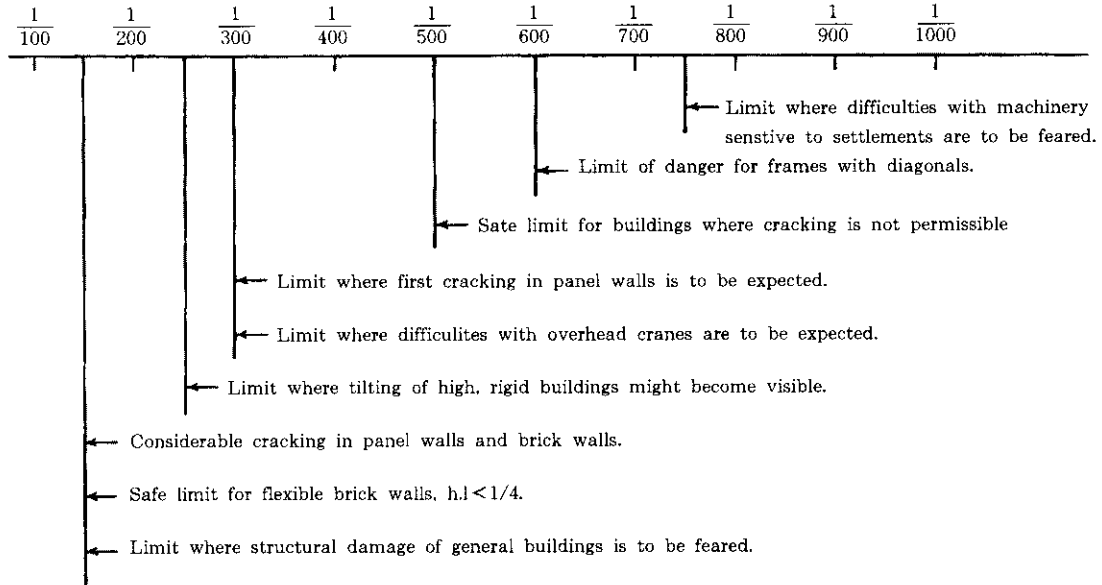 1/100 1/200 1/300 1/400 1/500 1/600 1/700 1/800 1/900 1/1000
Limit where difficulties with machinery
senstive to settlements are to be feared.
Limit of danger for frames with diagonals.
Sate limit for buildings where cracking is not permissible
Limit where first cracking in panel walls is to be expected.
Limit where difficulites with overhead cranes are to be expected.
Limit where tilting of high, rigid buildings might become visible.
Considerable cracking in panel walls and brick walls.
Safe limit for flexible brick walls, h.l<1/4.
Limit where structural damage of general buildings is to be feared.